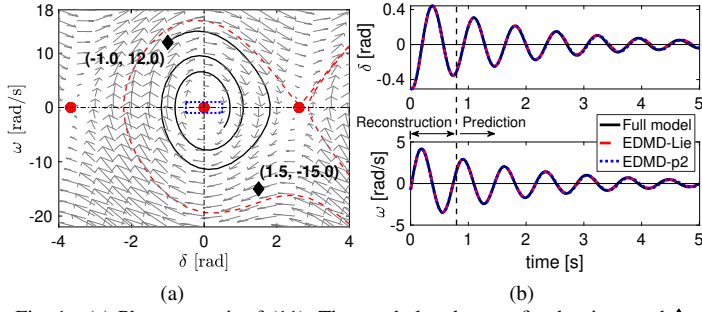 (a)
18
10
0
-10
-20
ω [rad/s]
-4
-2
0
2
4
δ [rad]
(-1.0, 12.0)
(1.5, -15.0)
(a)
(b)
0.4
0
-0.4
δ [rad]
Reconstruction
Prediction
5
0
-5
ω [rad/s]
Full model
EDMD-Lie
EDMD-p2
0
1
2
3
4
5
time [s]
(b)